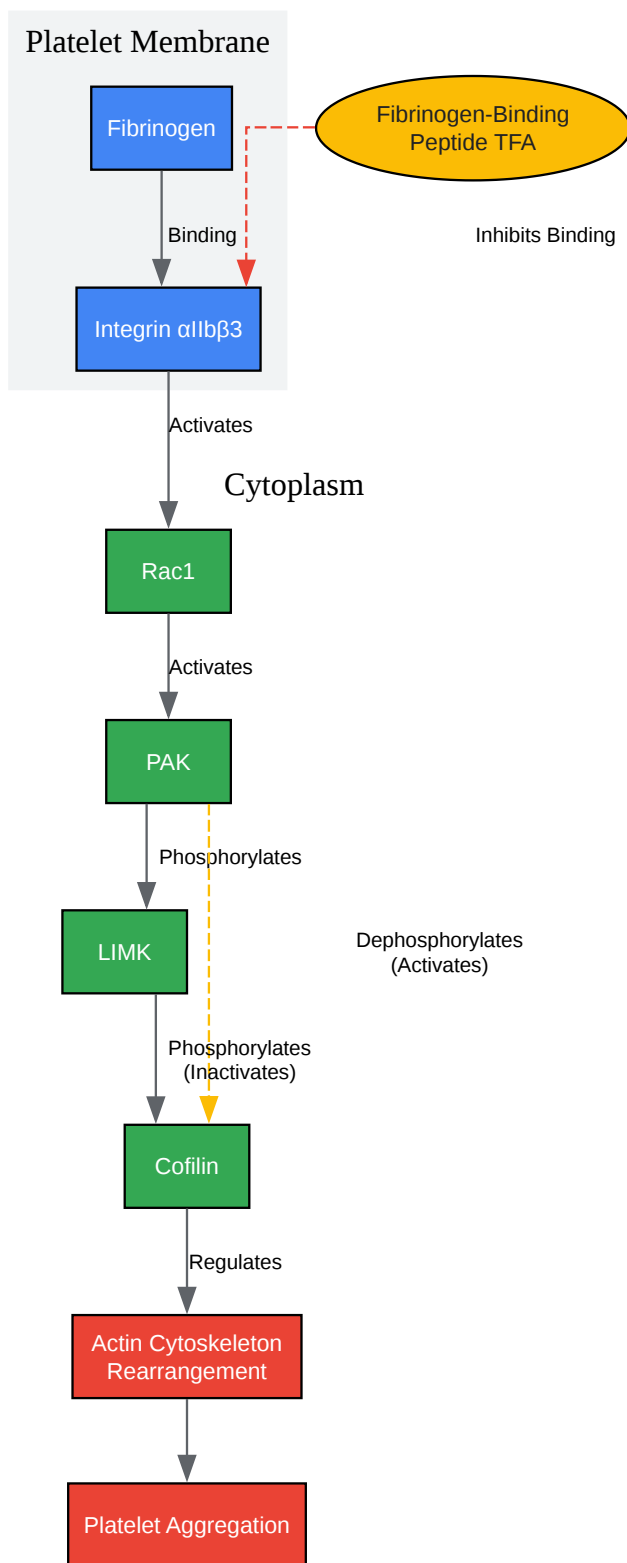 Platelet Membrane
Fibrinogen
Fibrinogen-Binding
Peptide TFA
Binding
Inhibits Binding
Integrin αIIbβ3
Activates
Cytoplasm
Rac1
Activates
PAK
Phosphorylates
LIMK
Dephosphorylates
(Activates)
Phosphorylates
(Inactivates)
Cofilin
Regulates
Actin Cytoskeleton
Rearrangement
Platelet Aggregation